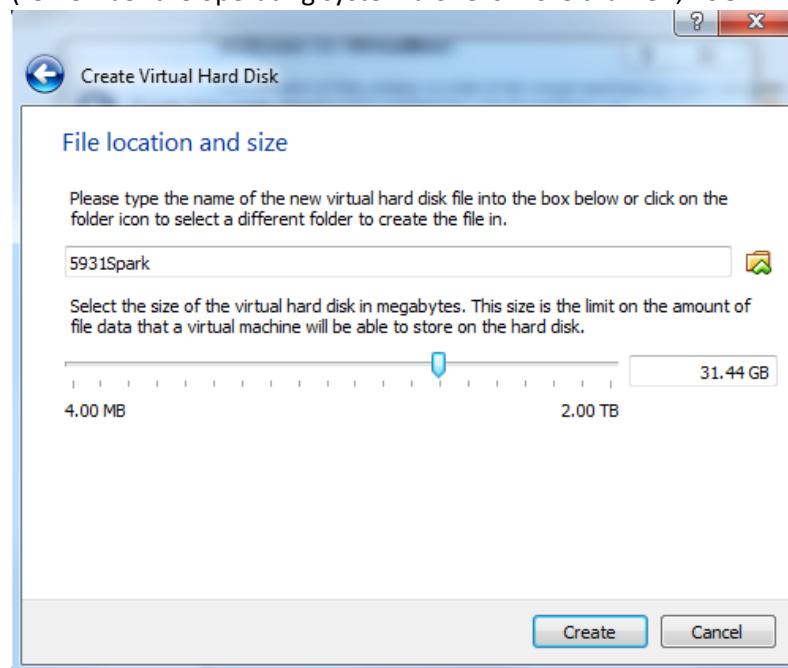 Create Virtual Hard Disk
File location and size
Please type the name of the new virtual hard disk file into the box below or click on the
folder icon to select a different folder to create the file in.
5931Spark
Select the size of the virtual hard disk in megabytes. This size is the limit on the amount of
file data that a virtual machine will be able to store on the hard disk.
31.44 GB
4.00 MB 2.00 TB
Create Cancel